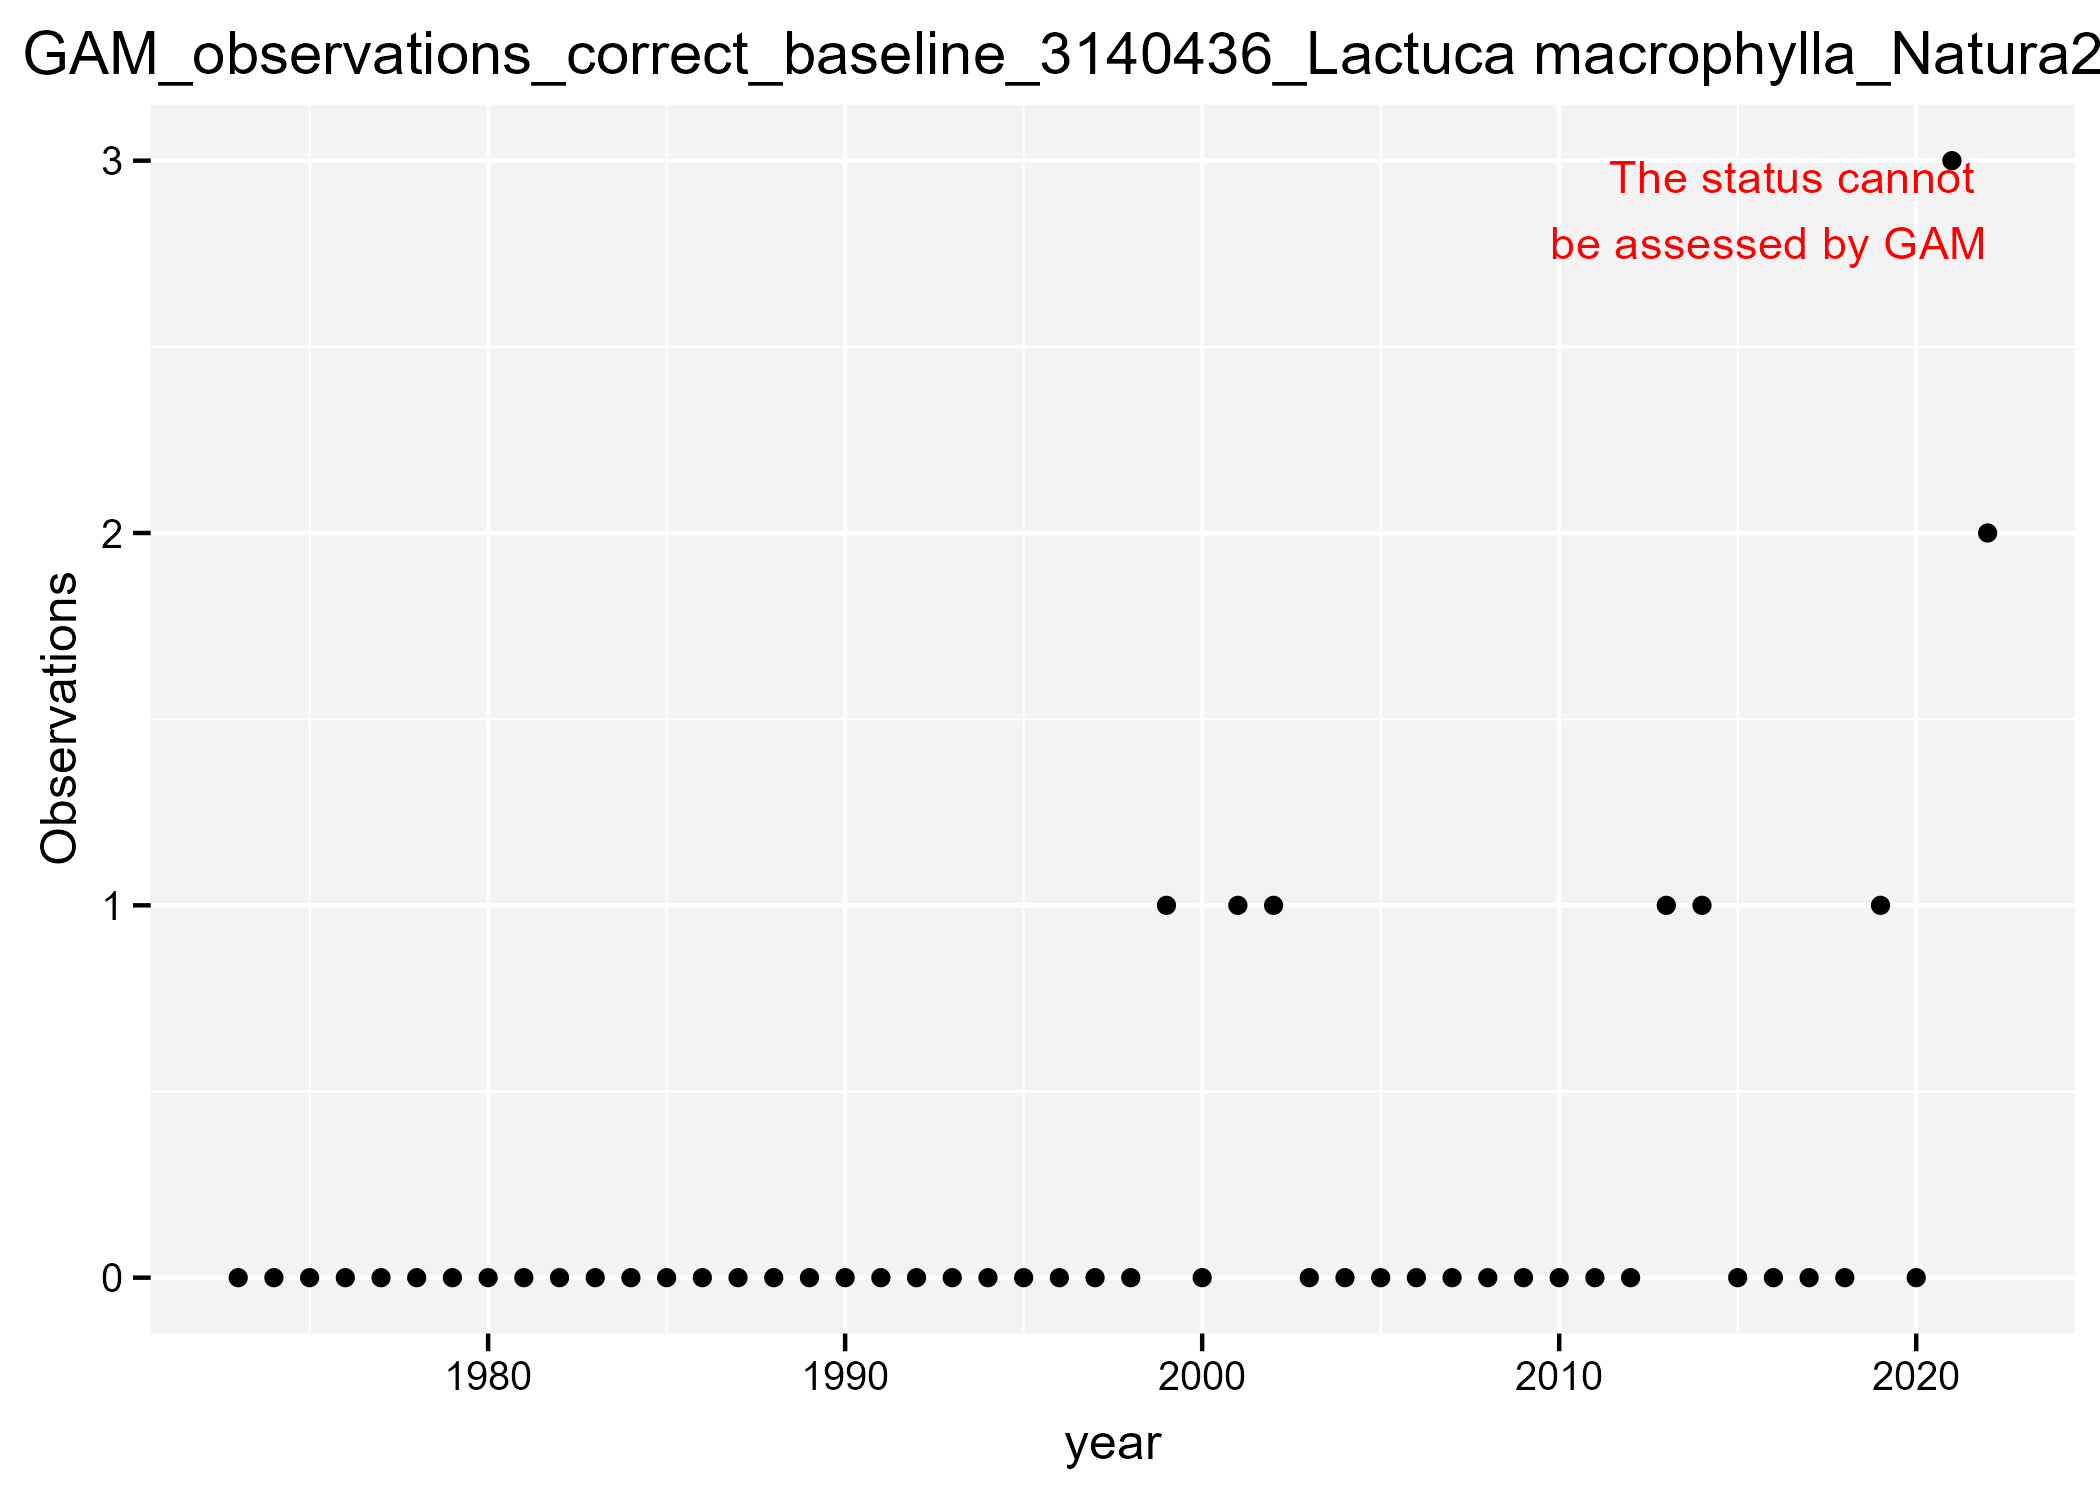 GAM_observations_correct_baseline_3140436_Lactuca macrophylla_Natura2
3
The status cannot
be assessed by GAM
2
Observations
1
0
1980 1990 2000 2010 2020
year